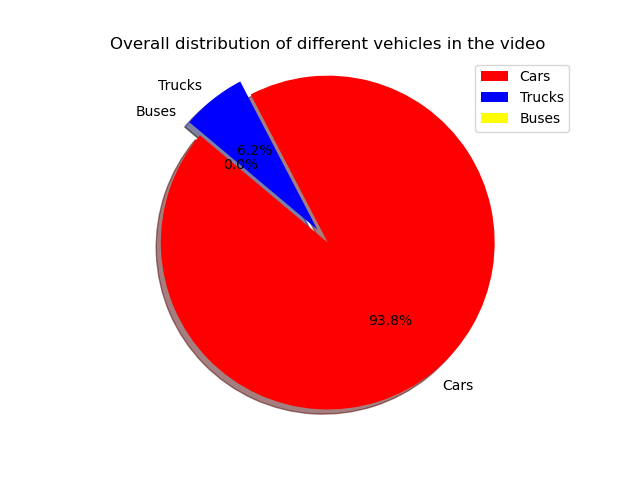 Overall distribution of different vehicles in the video
Cars
Trucks
Buses
Trucks
Buses
6.2%
0.0%
93.8%
Cars